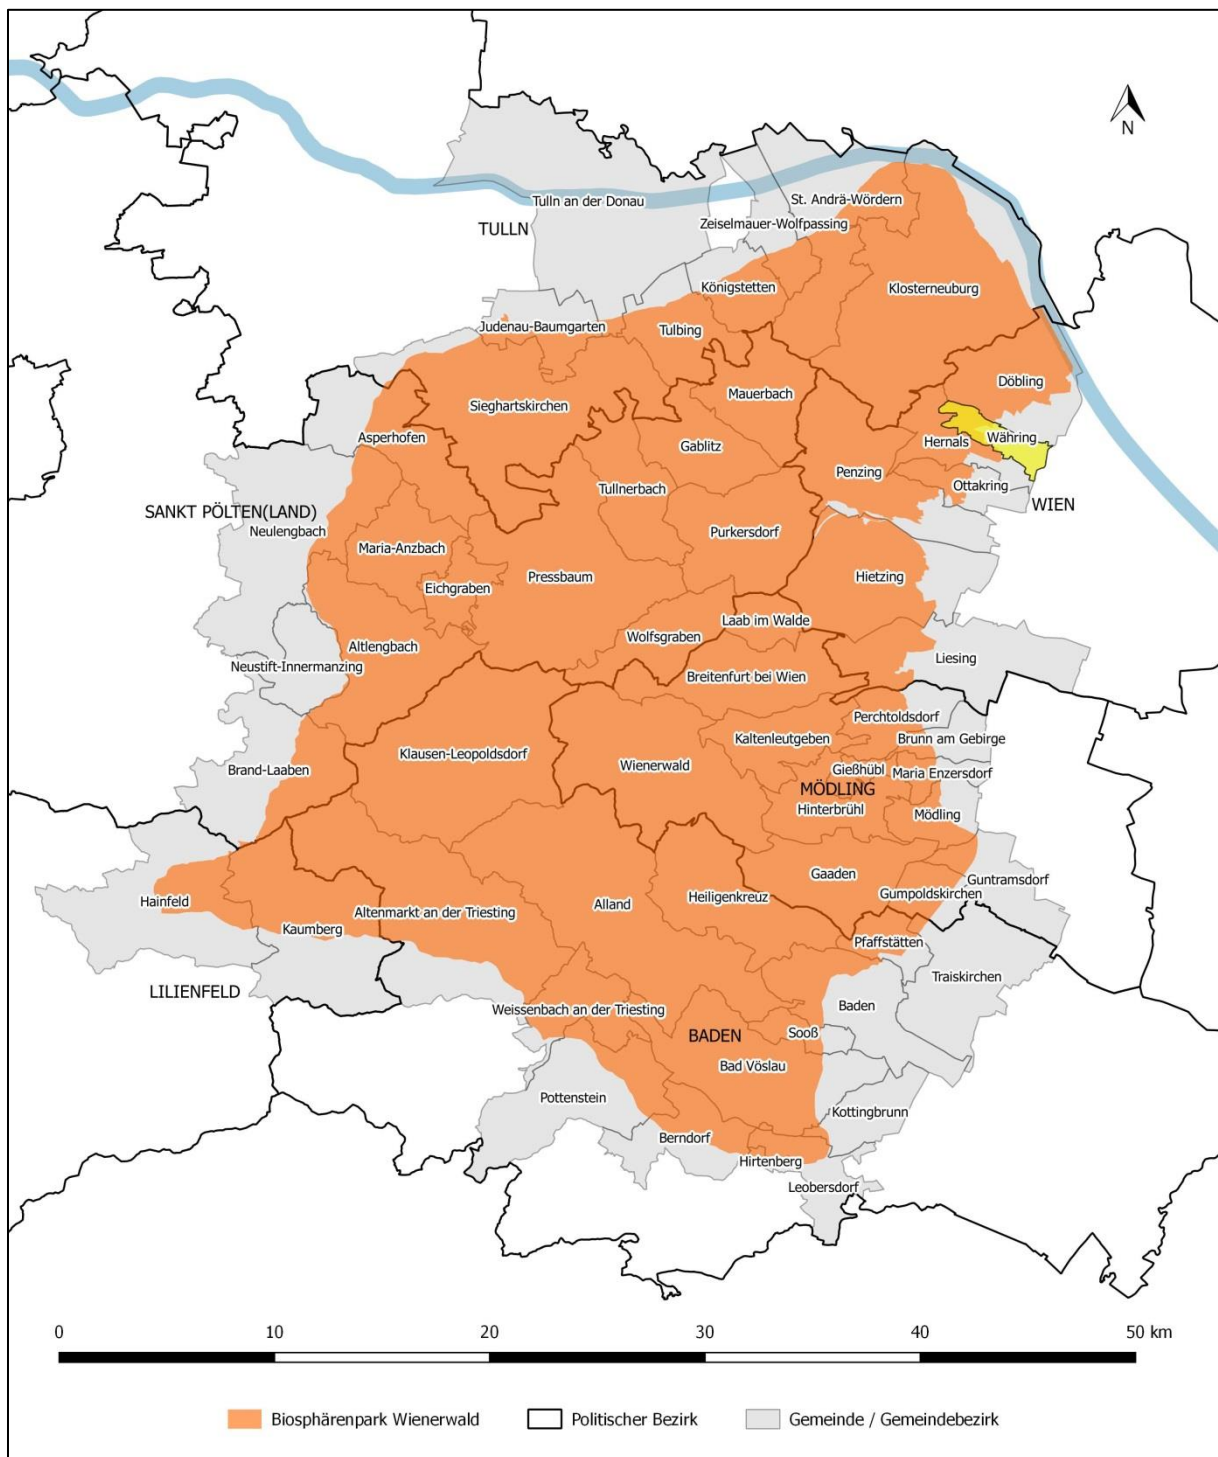 N
Tulln an der Donau
St. Andrä-Wördern
Zeiselmauer-Wolfpassing
TULLN
Königstetten
Klosterneuburg
Judenau-Baumgarten
Tulbing
Döbling
Mauerbach
Sieghartskirchen
Asperhofen
Gablitz
Hernals
Währing
Penzing
Tullnerbach
Ottakring
WIEN
SANKT PÖLTEN(LAND)
Neulengbach
Purkersdorf
Maria-Anzbach
Pressbaum
Hietzing
Eichgraben
Laab im Walde
Wolfsgraben
Altlengbach
Liesing
Neustift-Innermanzing
Breitenfurt bei Wien
Perchtoldsdorf
Kaltenleutgeben
Brunn am Gebirge
Klausen-Leopoldsdorf
Wienerwald
Brand-Laaben
Gießhübl
Maria Enzersdorf
MÖDLING
Hinterbrühl
Mödling
Gaaden
Guntramsdorf
Gumpoldskirchen
Hainfeld
Heiligenkreuz
Alland
Altenmarkt an der Triesting
Kaumberg
Pfaffstätten
Traiskirchen
LILIENFELD
Weissenbach an der Triesting
Baden
BADEN
Sooß
Bad Vöslau
Pottenstein
Kottingbrunn
Berndorf
Hirtenberg
Leobersdorf
0 10 20 30 40 50 km
Biosphärenpark Wienerwald Politischer Bezirk Gemeinde / Gemeindebezirk